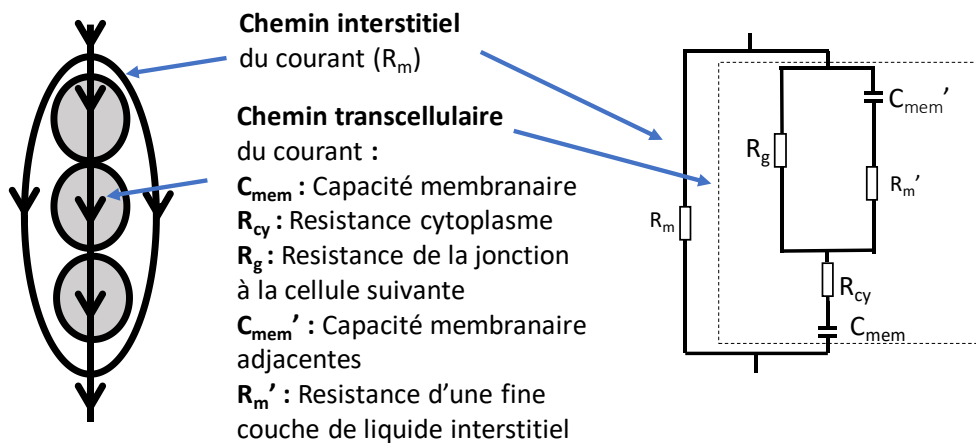 Chemin interstitiel
du courant (Rm)
Chemin transcellulaire
du courant :
Cmem : Capacité membranaire
Rcy : Resistance cytoplasme
Rg : Resistance de la jonction
à la cellule suivante
Cmem' : Capacité membranaire
adjacentes
Rm' : Resistance d'une fine
couche de liquide interstitiel
Cmem'
Rg
Rm'
Rm
Rcy
Cmem